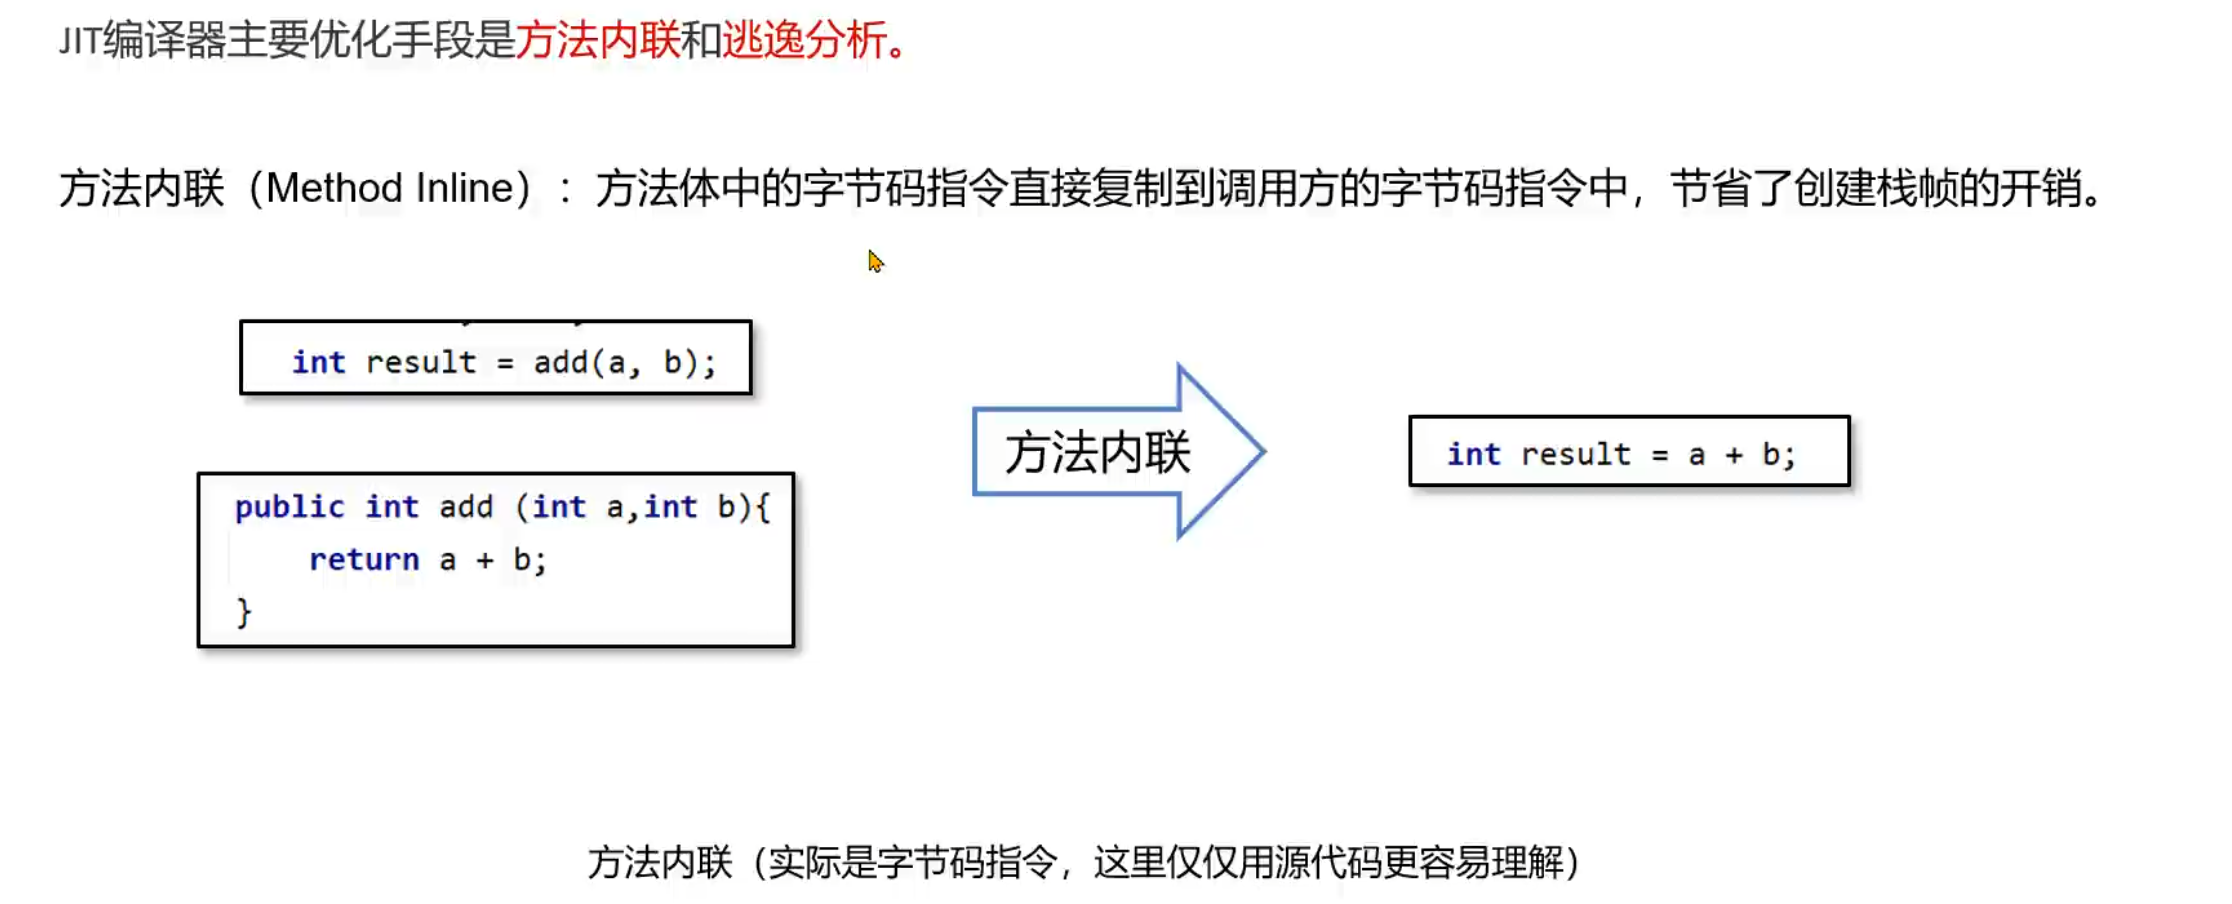 JIT编译器主要优化手段是方法内联和逃逸分析。
方法内联（Method Inline）：方法体中的字节码指令直接复制到调用方的字节码指令中，节省了创建栈帧的开销。
int result = add(a, b);
public int add (int a,int b){
return a + b;
}
方法内联
int result = a + b;
方法内联（实际是字节码指令，这里仅仅用源代码更容易理解）